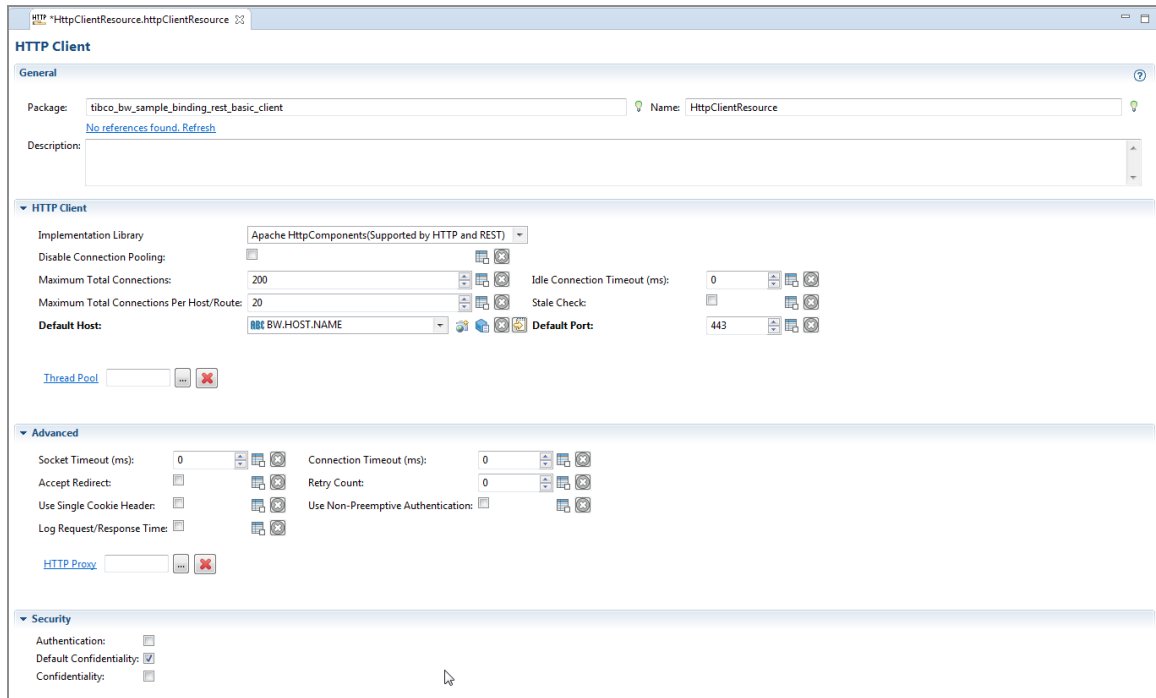 HTTP *HttpClientResource.httpClientResource
HTTP Client
General
Package: tibco_bw_sample_binding_rest_basic_client Name: HttpClientResource
No references found. Refresh
Description:
HTTP Client
Implementation Library Apache HttpComponents(Supported by HTTP and REST)
Disable Connection Pooling:
Maximum Total Connections: 200 Idle Connection Timeout (ms): 0
Maximum Total Connections Per Host/Route: 20 Stale Check:
Default Host: ABC BW.HOST.NAME Default Port: 443
Thread Pool ...
Advanced
Socket Timeout (ms): 0 Connection Timeout (ms): 0
Accept Redirect: Retry Count: 0
Use Single Cookie Header: Use Non-Preemptive Authentication:
Log Request/Response Time:
HTTP Proxy ...
Security
Authentication:
Default Confidentiality:
Confidentiality: